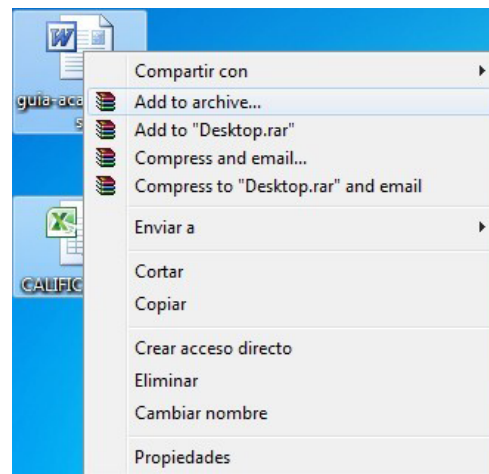 guia-aca
s
CALIFIC
Compartir con
Add to archive...
Add to "Desktop.rar"
Compress and email...
Compress to "Desktop.rar" and email
Enviar a
Cortar
Copiar
Crear acceso directo
Eliminar
Cambiar nombre
Propiedades